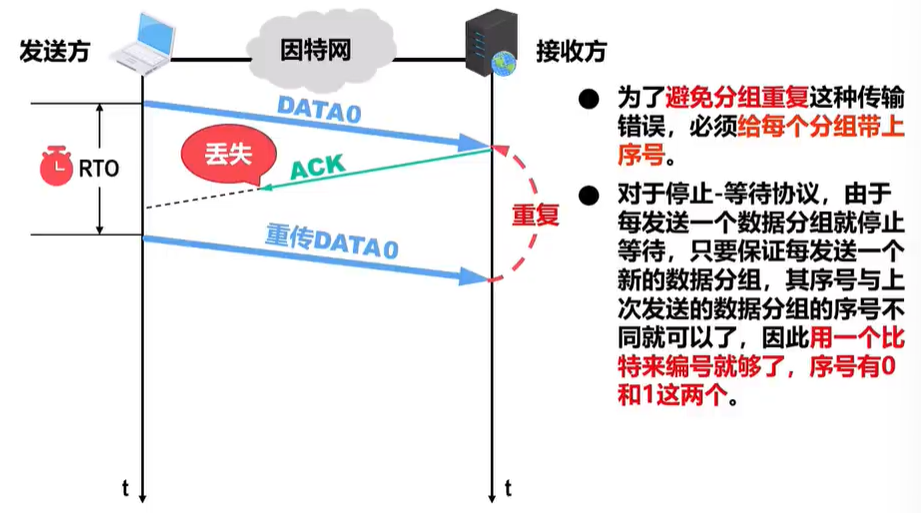 发送方
因特网
接收方
DATA0
丢失
ACK
RTO
重复
重传DATA0
t
t
● 为了避免分组重复这种传输
错误，必须给每个分组带上
序号。
● 对于停止-等待协议，由于
每发送一个数据分组就停止
等待，只要保证每发送一个
新的数据分组，其序号与上
次发送的数据分组的序号不
同就可以了，因此用一个比
特来编号就够了，序号有0
和1这两个。